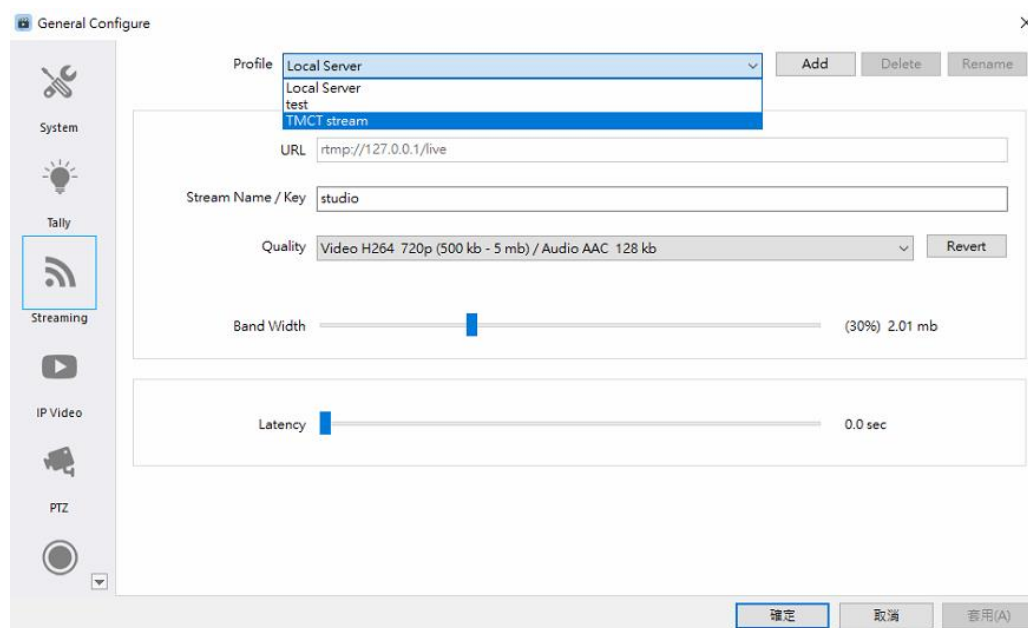 General Configure
Profile Local Server Add Delete Rename
Local Server
test
TMCT stream
System
URL rtmp://127.0.0.1/live
Stream Name / Key studio
Tally
Quality Video H264 720p (500 kb - 5 mb) / Audio AAC 128 kb Revert
Streaming
Band Width (30%) 2.01 mb
IP Video
Latency 0.0 sec
PTZ
確定 取消 套用(A)